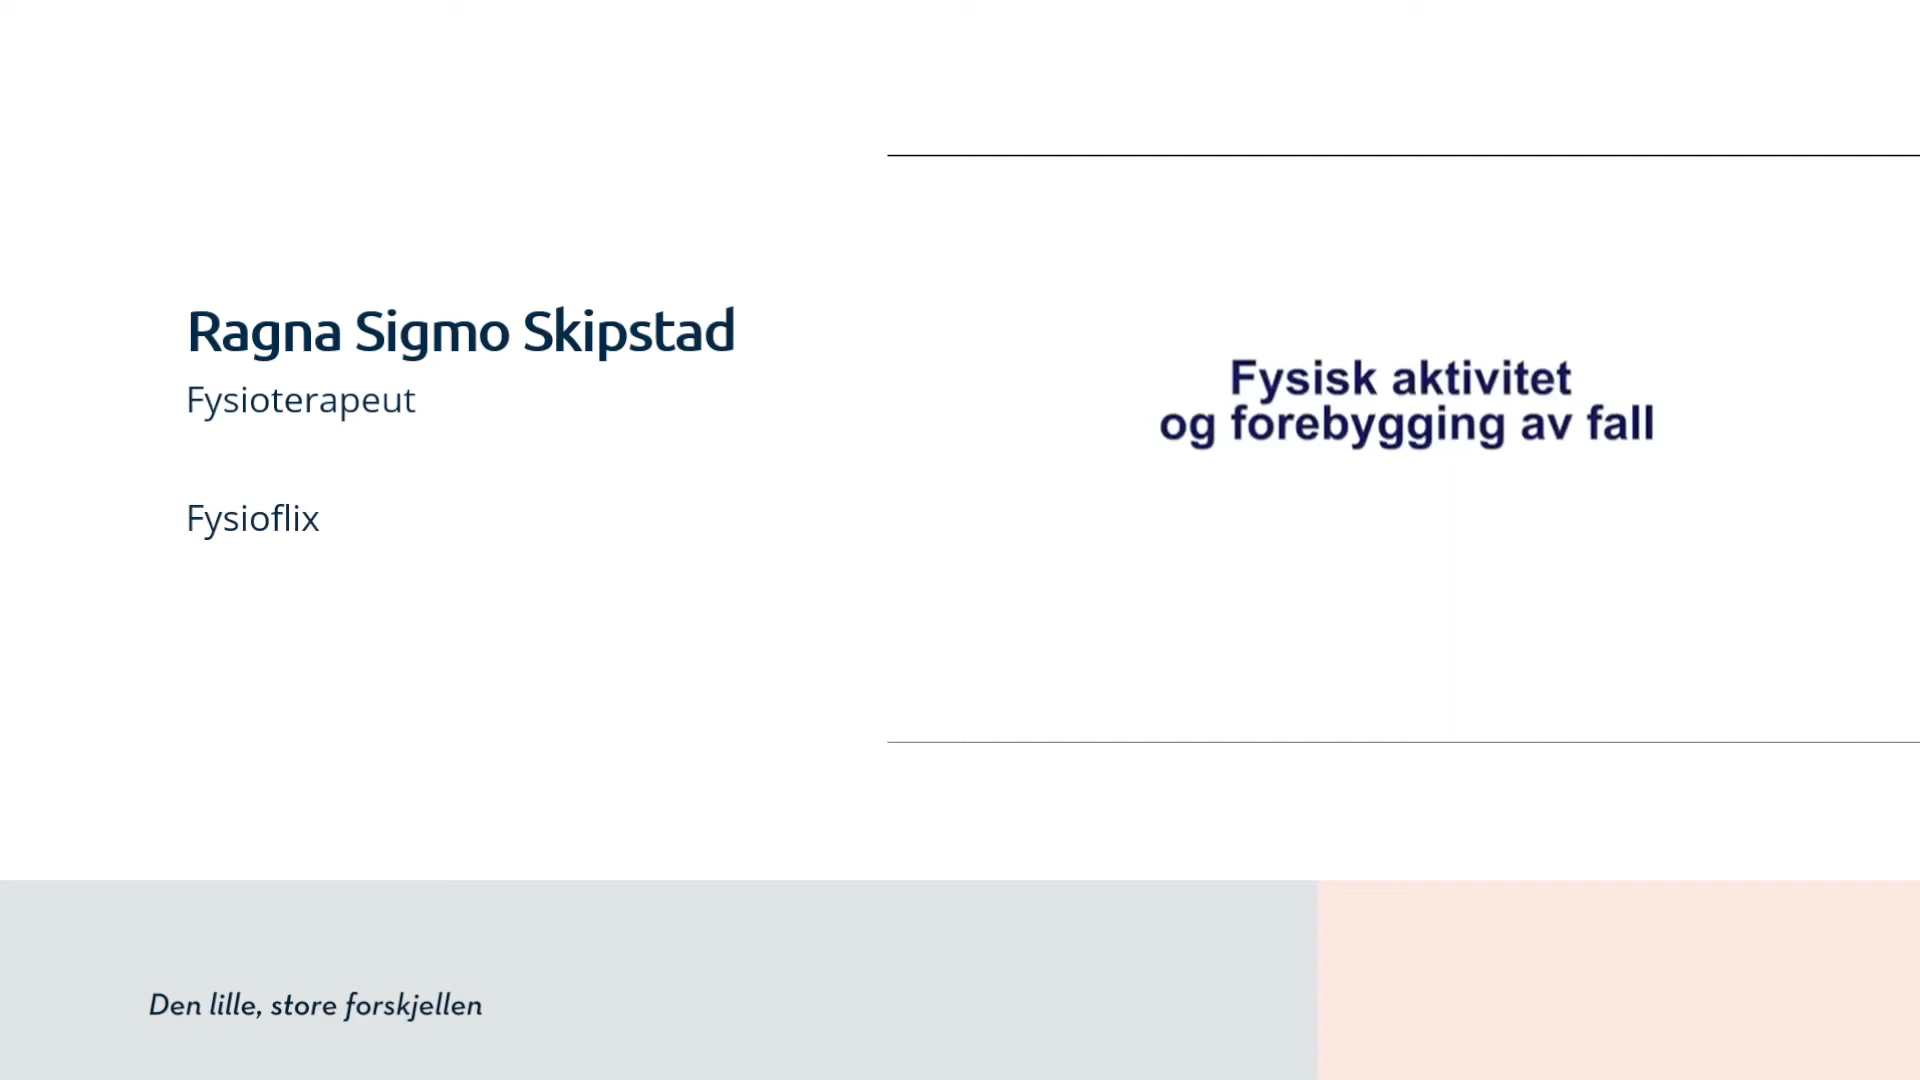 Ragna Sigmo Skipstad
Fysioterapeut
Fysioflix
Fysisk aktivitet
og forebygging av fall
Den lille, store forskjellen